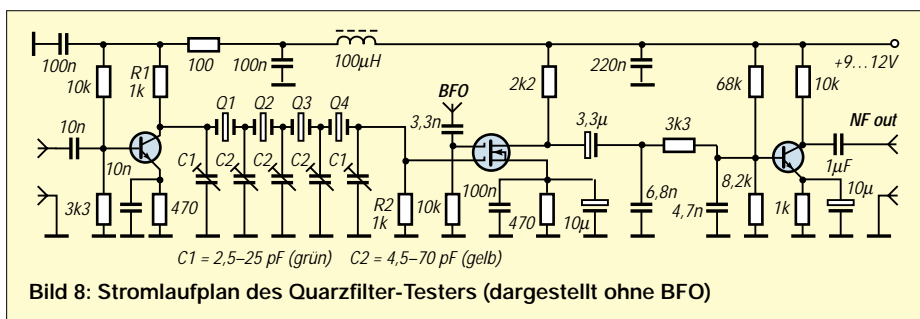 100n
10k
R1
1k
100
100n
100µH
2k2
220n
68k
10k
+9...12V
BFO
Q1
Q2
Q3
Q4
3,3n
3,3µ
3k3
NF out
1µF
10n
10n
C1
C2
C2
C2
C1
3k3
470
R2
1k
10k
100n
470
10µ
6,8n
4,7n
8,2k
1k
10µ
C1 = 2,5–25 pF (grün)
C2 = 4,5–70 pF (gelb)
Bild 8: Stromlaufplan des Quarzfilter-Testers (dargestellt ohne BFO)